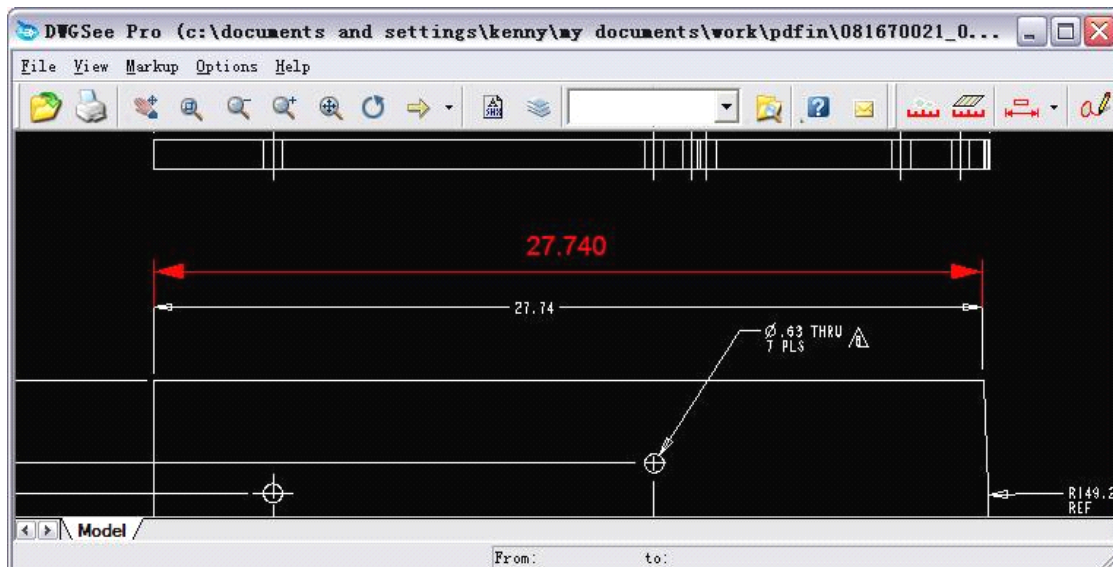 DWGSee Pro (c:\documents and settings\kenny\my documents\work\pdfin\081670021_0...
File View Markup Options Help
A
SHX
?
27.740
27.74
Ø.63 THRU
7 PLS
R149.2
REF
Model
From: to: